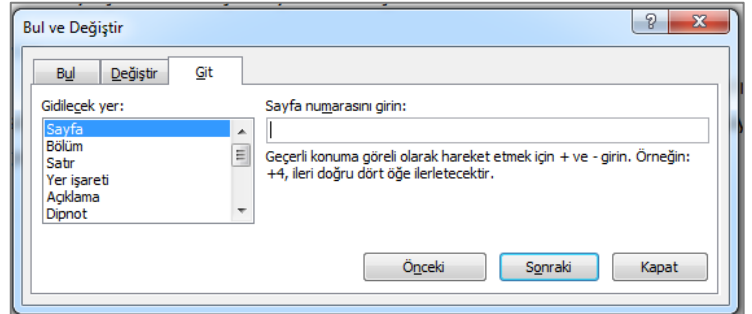 Bul ve Değiştir
Bul Değiştir Git
Gidilecek yer:
Sayfa
Bölüm
Satır
Yer işareti
Açıklama
Dipnot
Sayfa numarasını girin:
Geçerli konuma göreli olarak hareket etmek için + ve - girin. Örneğin:
+4, ileri doğru dört öğe ilerletecektir.
Önceki Sonraki Kapat